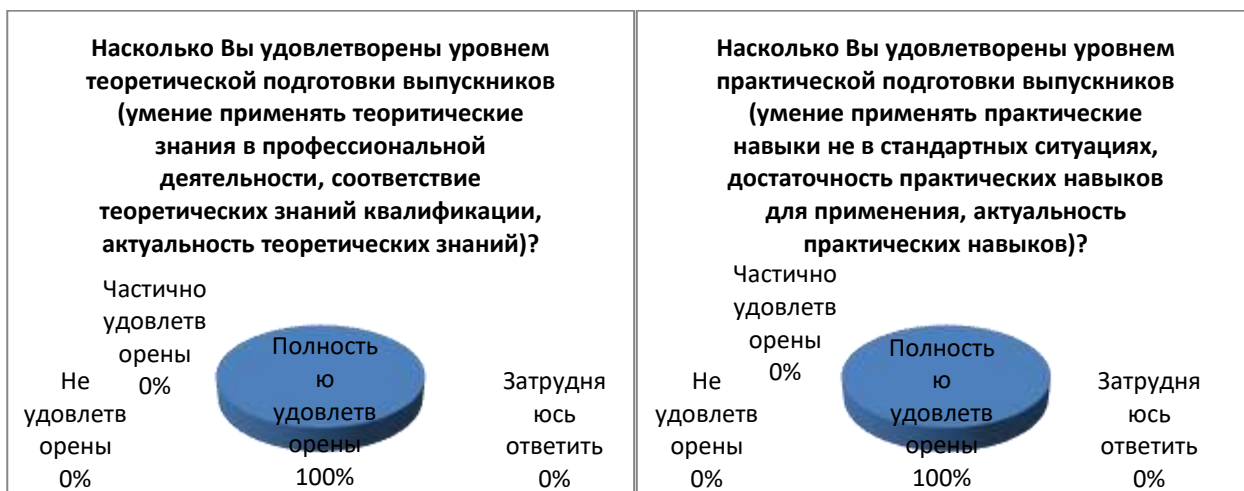 Насколько Вы удовлетворены уровнем
теоретической подготовки выпускников
(умение применять теоритические
знания в профессиональной
деятельности, соответствие
теоретических знаний квалификации,
актуальность теоретических знаний)?
Частично
удовлетв
орены
0%
Не
удовлетв
орены
0%
Полность
ю
удовлетв
орены
100%
Затрудня
юсь
ответить
0%
Насколько Вы удовлетворены уровнем
практической подготовки выпускников
(умение применять практические
навыки не в стандартных ситуациях,
достаточность практических навыков
для применения, актуальность
практических навыков)?
Частично
удовлетв
орены
0%
Не
удовлетв
орены
0%
Полность
ю
удовлетв
орены
100%
Затрудня
юсь
ответить
0%